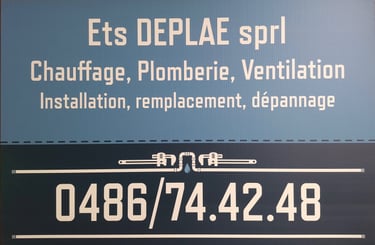 Ets DEPLAE sprl
Chauffage, Plomberie, Ventilation
Installation, remplacement, dépannage
0486/74.42.48